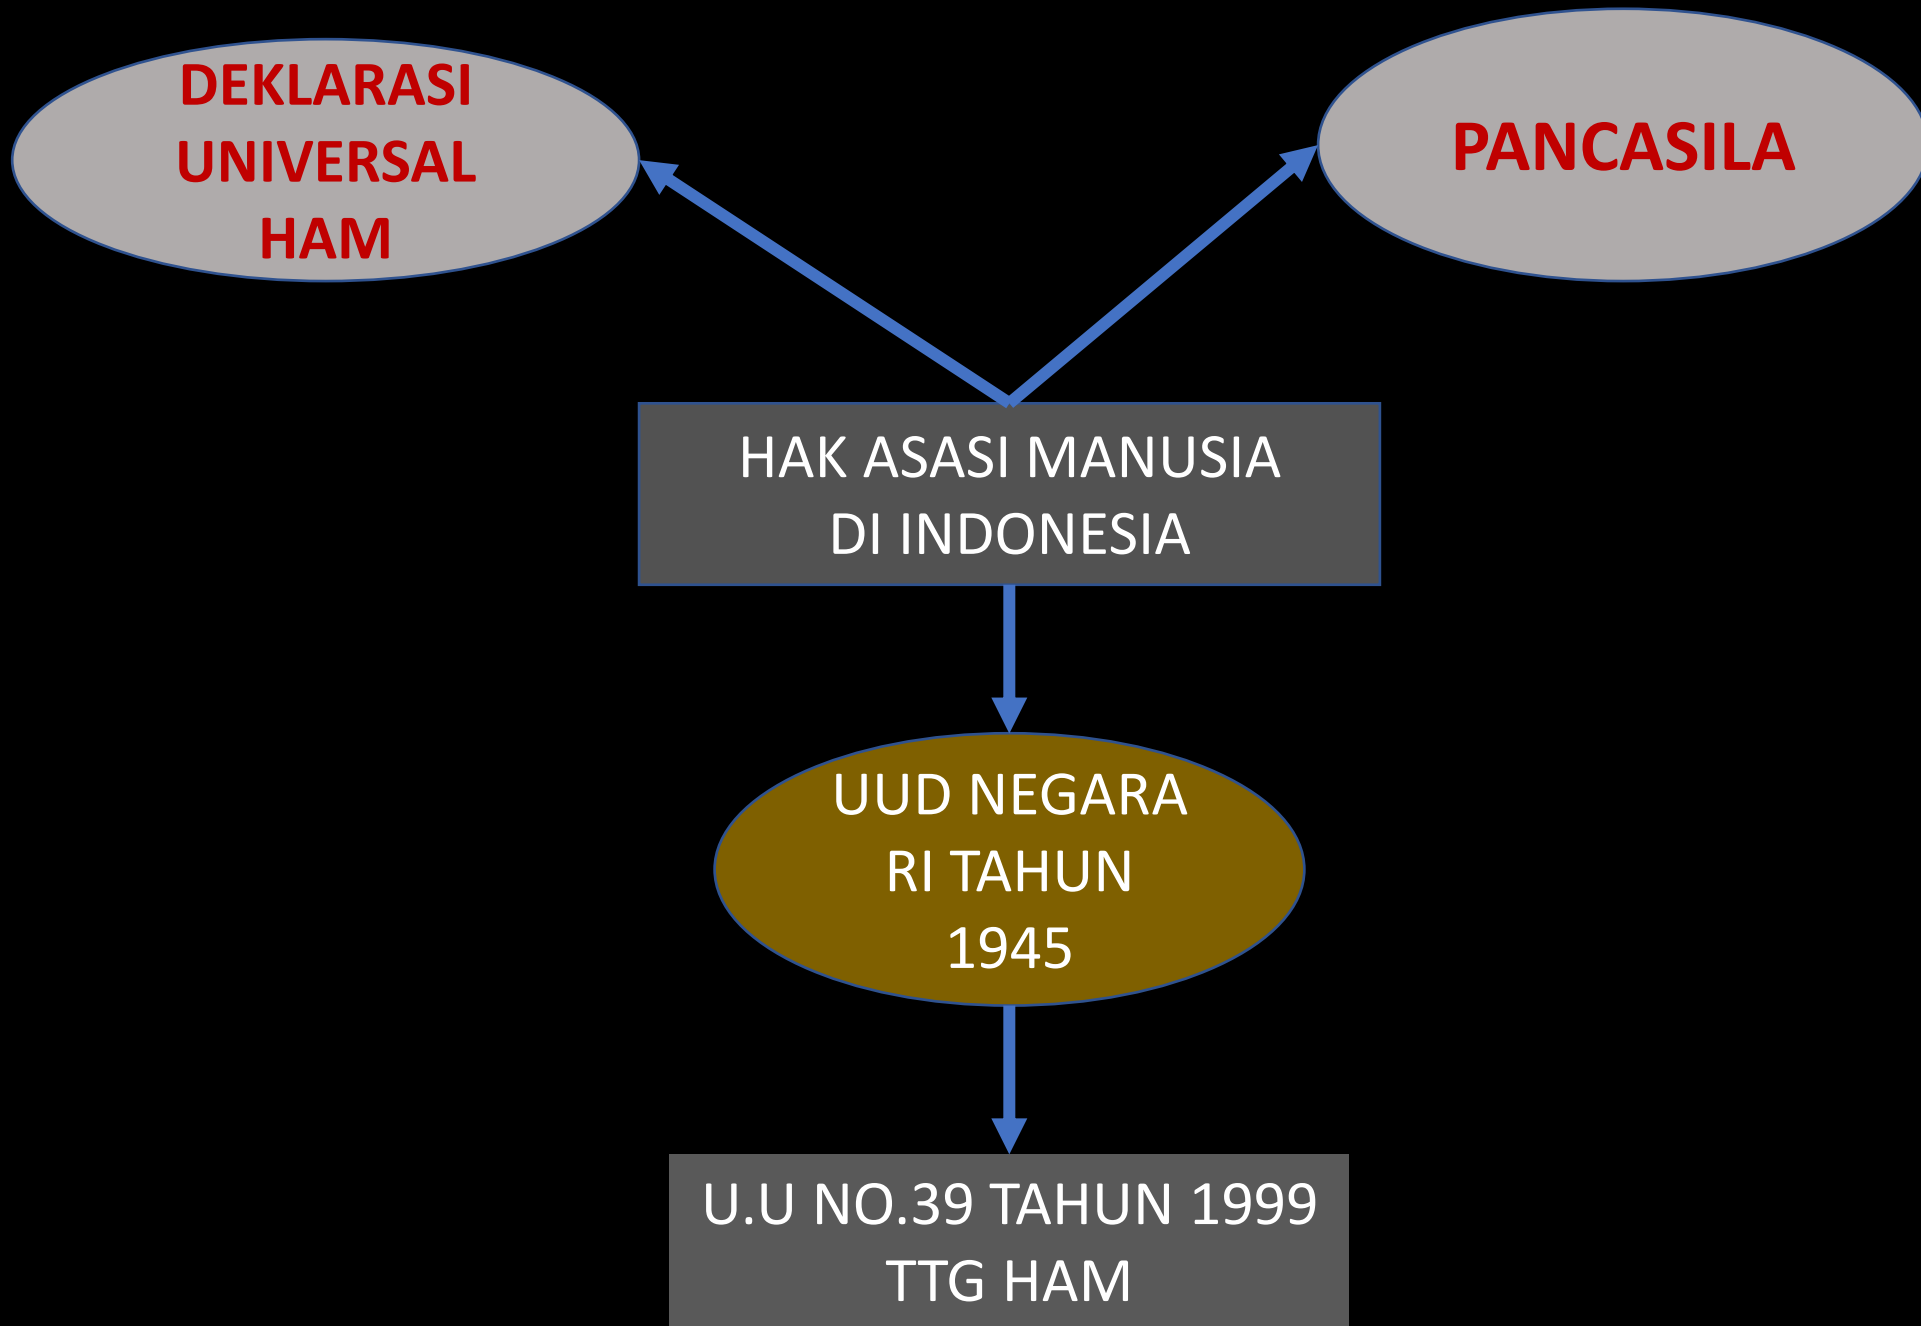 DEKLARASI
UNIVERSAL
HAM
PANCASILA
HAK ASASI MANUSIA
DI INDONESIA
UUD NEGARA
RI TAHUN
1945
U.U NO.39 TAHUN 1999
TTG HAM